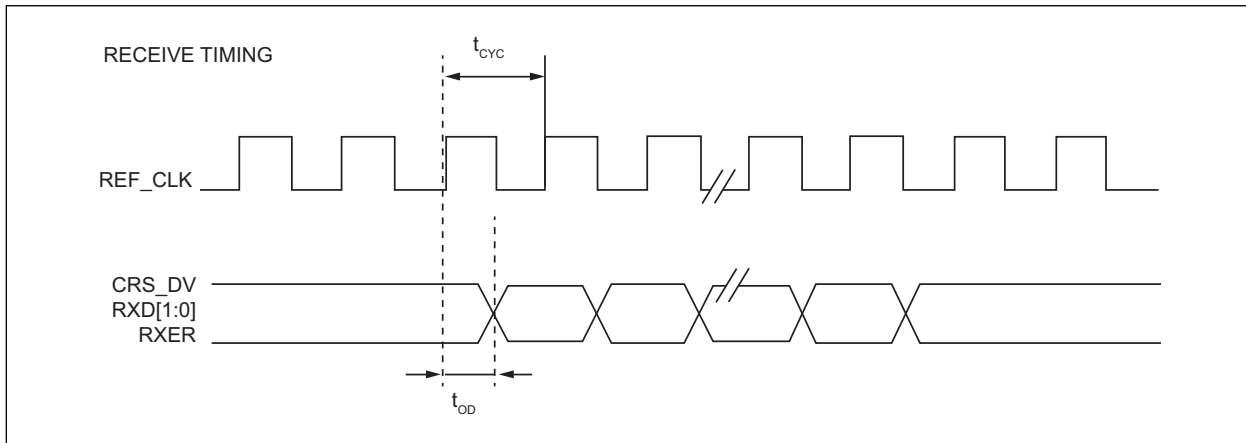 RECEIVE TIMING
tCYC
REF_CLK
CRS_DV
RXD[1:0]
RXER
tOD